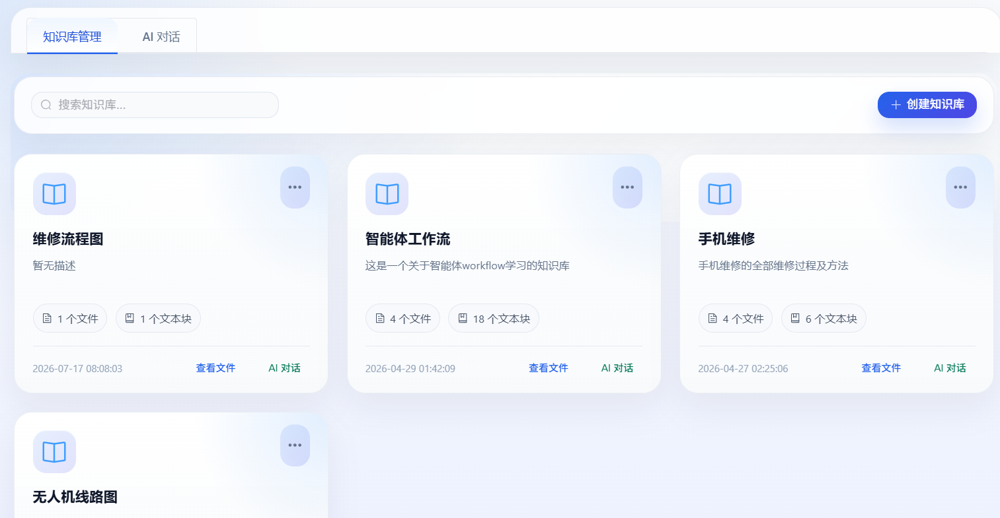 知识库管理
AI 对话
搜索知识库...
创建知识库
维修流程图
暂无描述
1 个文件
1 个文本块
2026-07-17 08:08:03
查看文件
AI 对话
智能体工作流
这是一个关于智能体workflow学习的知识库
4 个文件
18 个文本块
2026-04-29 01:42:09
查看文件
AI 对话
手机维修
手机维修的全部维修过程及方法
4 个文件
6 个文本块
2026-04-27 02:25:06
查看文件
AI 对话
无人机线路图